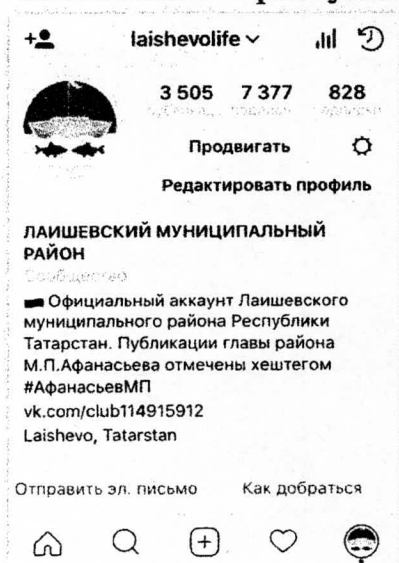 laishevolife
3 505 7 377 828
Продвигать
Редактировать профиль
ЛАИШЕВСКИЙ МУНИЦИПАЛЬНЫЙ
РАЙОН
Сообщество
Официальный аккаунт Лаишевского
муниципального района Республики
Татарстан. Публикации главы района
М.П.Афанасьева отмечены хештегом
#АфанасьевМП
vk.com/club114915912
Laishevo, Tatarstan
Отправить эл. письмо Как добраться